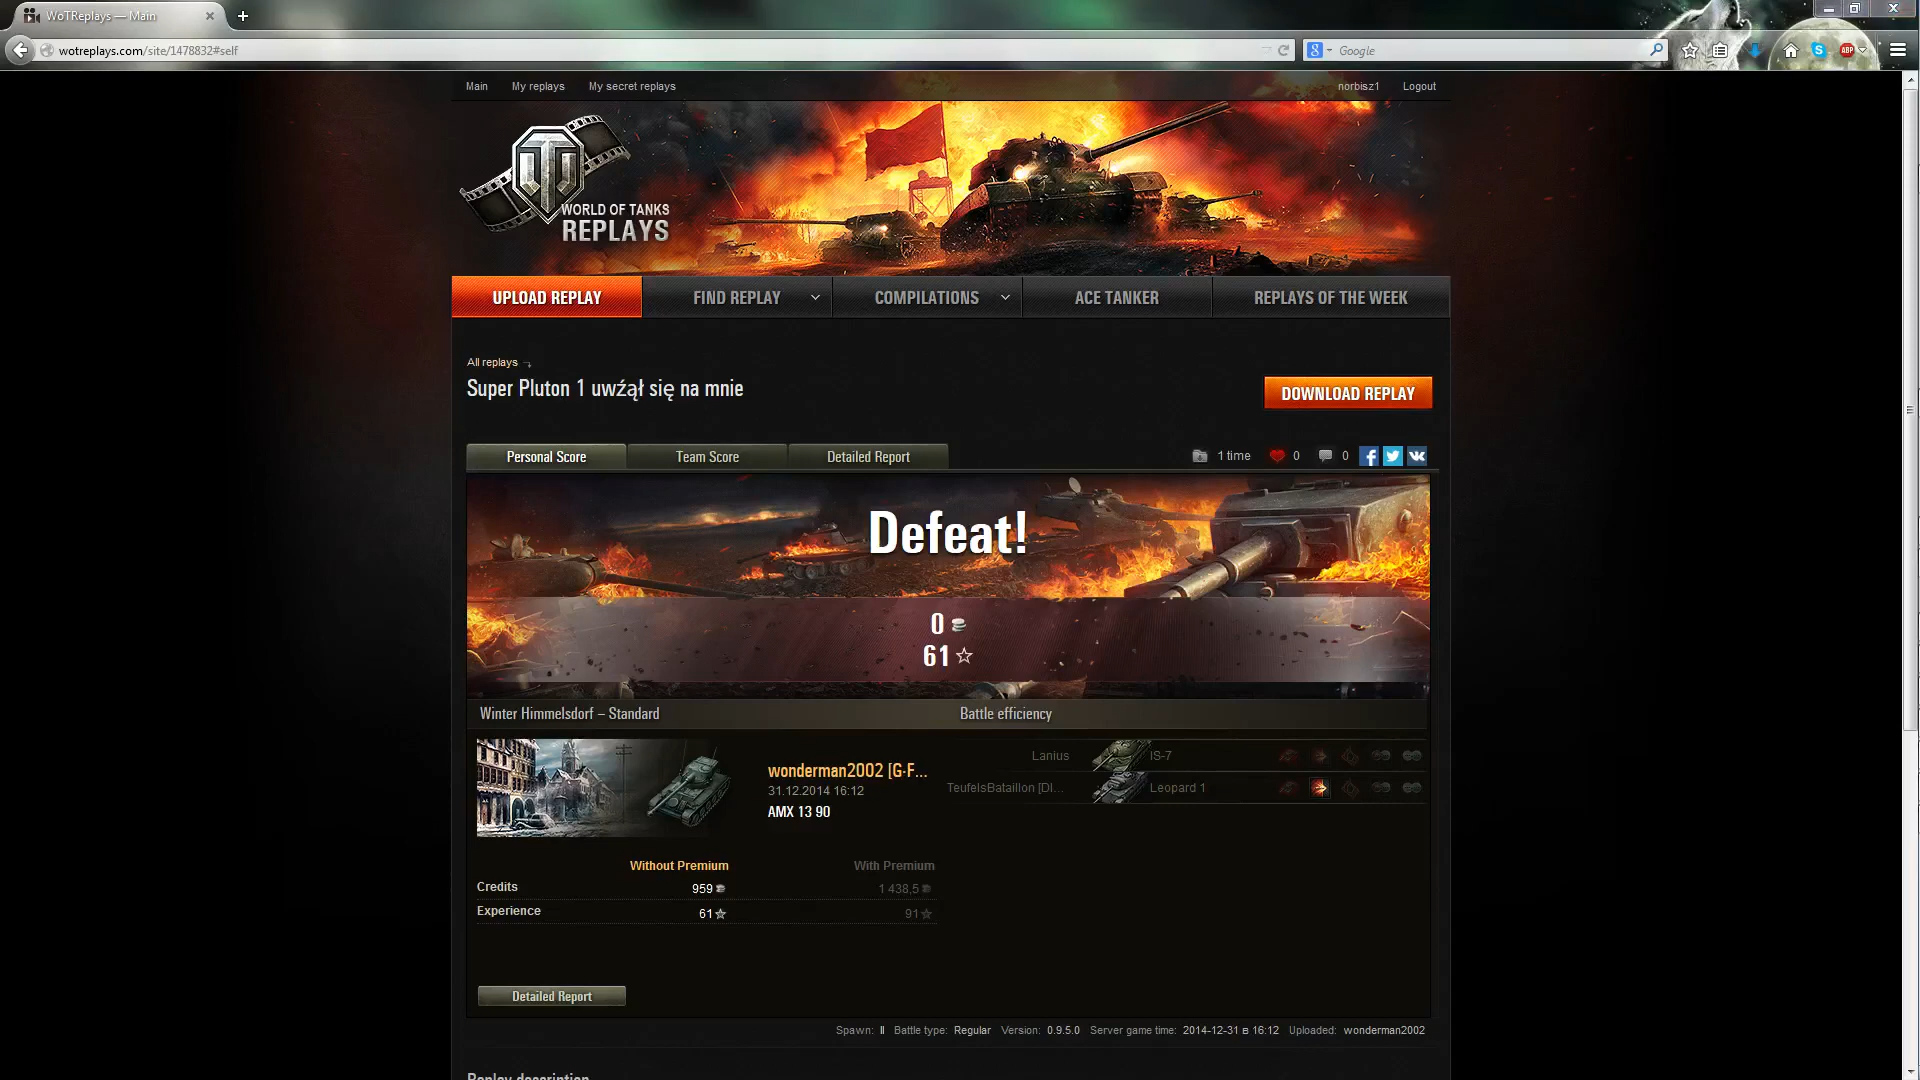 WoTReplays — Main
wotreplays.com/site/1478832#self
Google
Main My replays My secret replays norbisz1 Logout
WORLD OF TANKS
REPLAYS
UPLOAD REPLAY FIND REPLAY COMPILATIONS ACE TANKER REPLAYS OF THE WEEK
All replays
Super Pluton 1 uwźął się na mnie
DOWNLOAD REPLAY
Personal Score Team Score Detailed Report 1 time 0 0
Defeat!
0
61
Winter Himmelsdorf – Standard Battle efficiency
Lanius IS-7
wonderman2002 [G-F...
31.12.2014 16:12
TeufelsBataillon [DI... Leopard 1
AMX 13 90
Without Premium With Premium
Credits 959 1 438,5
Experience 61 91
Detailed Report
Spawn: II Battle type: Regular Version: 0.9.5.0 Server game time: 2014-12-31 в 16:12 Uploaded: wonderman2002
Replay description